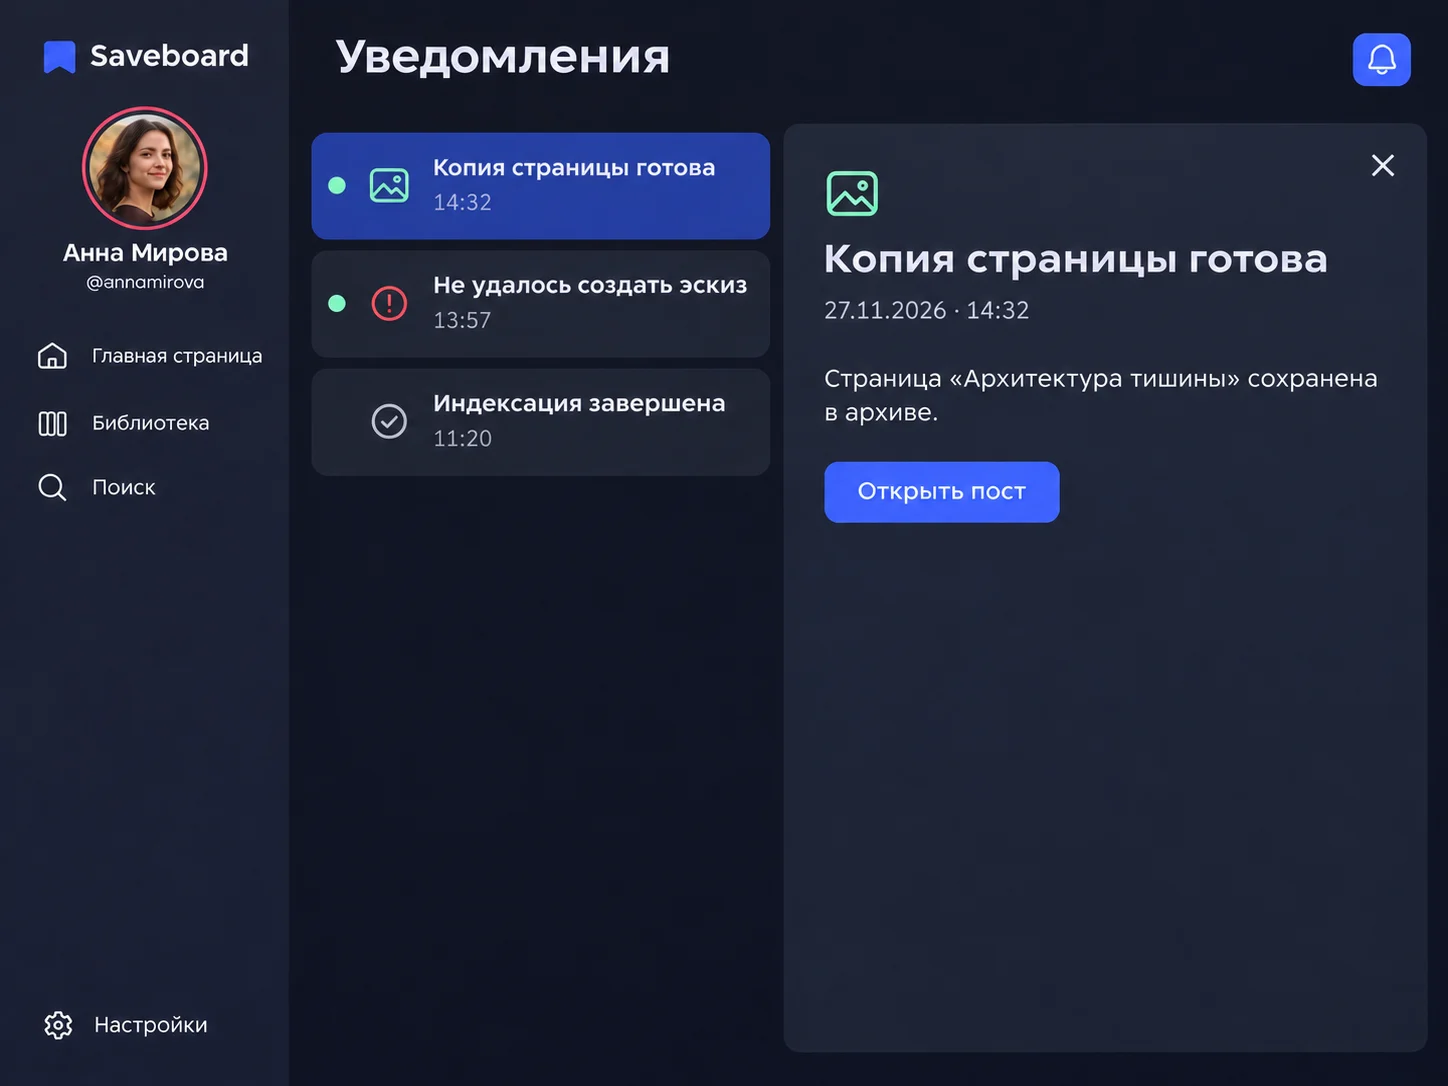 Saveboard
Анна Мирова
@annamirova
Главная страница
Библиотека
Поиск
Настройки
Уведомления
Копия страницы готова
14:32
Не удалось создать эскиз
13:57
Индексация завершена
11:20
Копия страницы готова
27.11.2026 · 14:32
Страница «Архитектура тишины» сохранена
в архиве.
Открыть пост